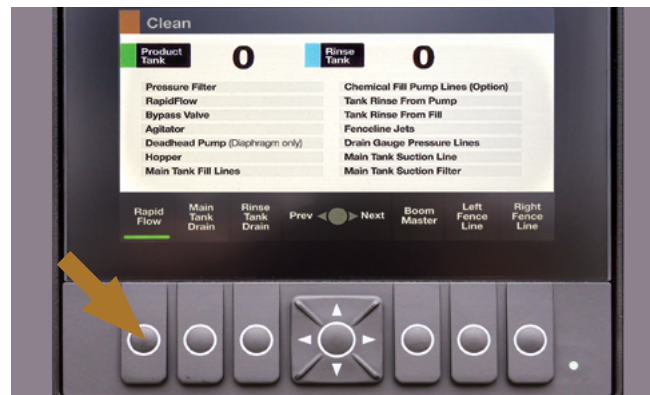 Clean
Product
Tank
0
Rinse
Tank
0
Pressure Filter
RapidFlow
Bypass Valve
Agitator
Deadhead Pump (Diaphragm only)
Hopper
Main Tank Fill Lines
Chemical Fill Pump Lines (Option)
Tank Rinse From Pump
Tank Rinse From Fill
Fenceline Jets
Drain Gauge Pressure Lines
Main Tank Suction Line
Main Tank Suction Filter
Rapid
Flow
Main
Tank
Drain
Rinse
Tank
Drain
Prev
Next
Boom
Master
Left
Fence
Line
Right
Fence
Line